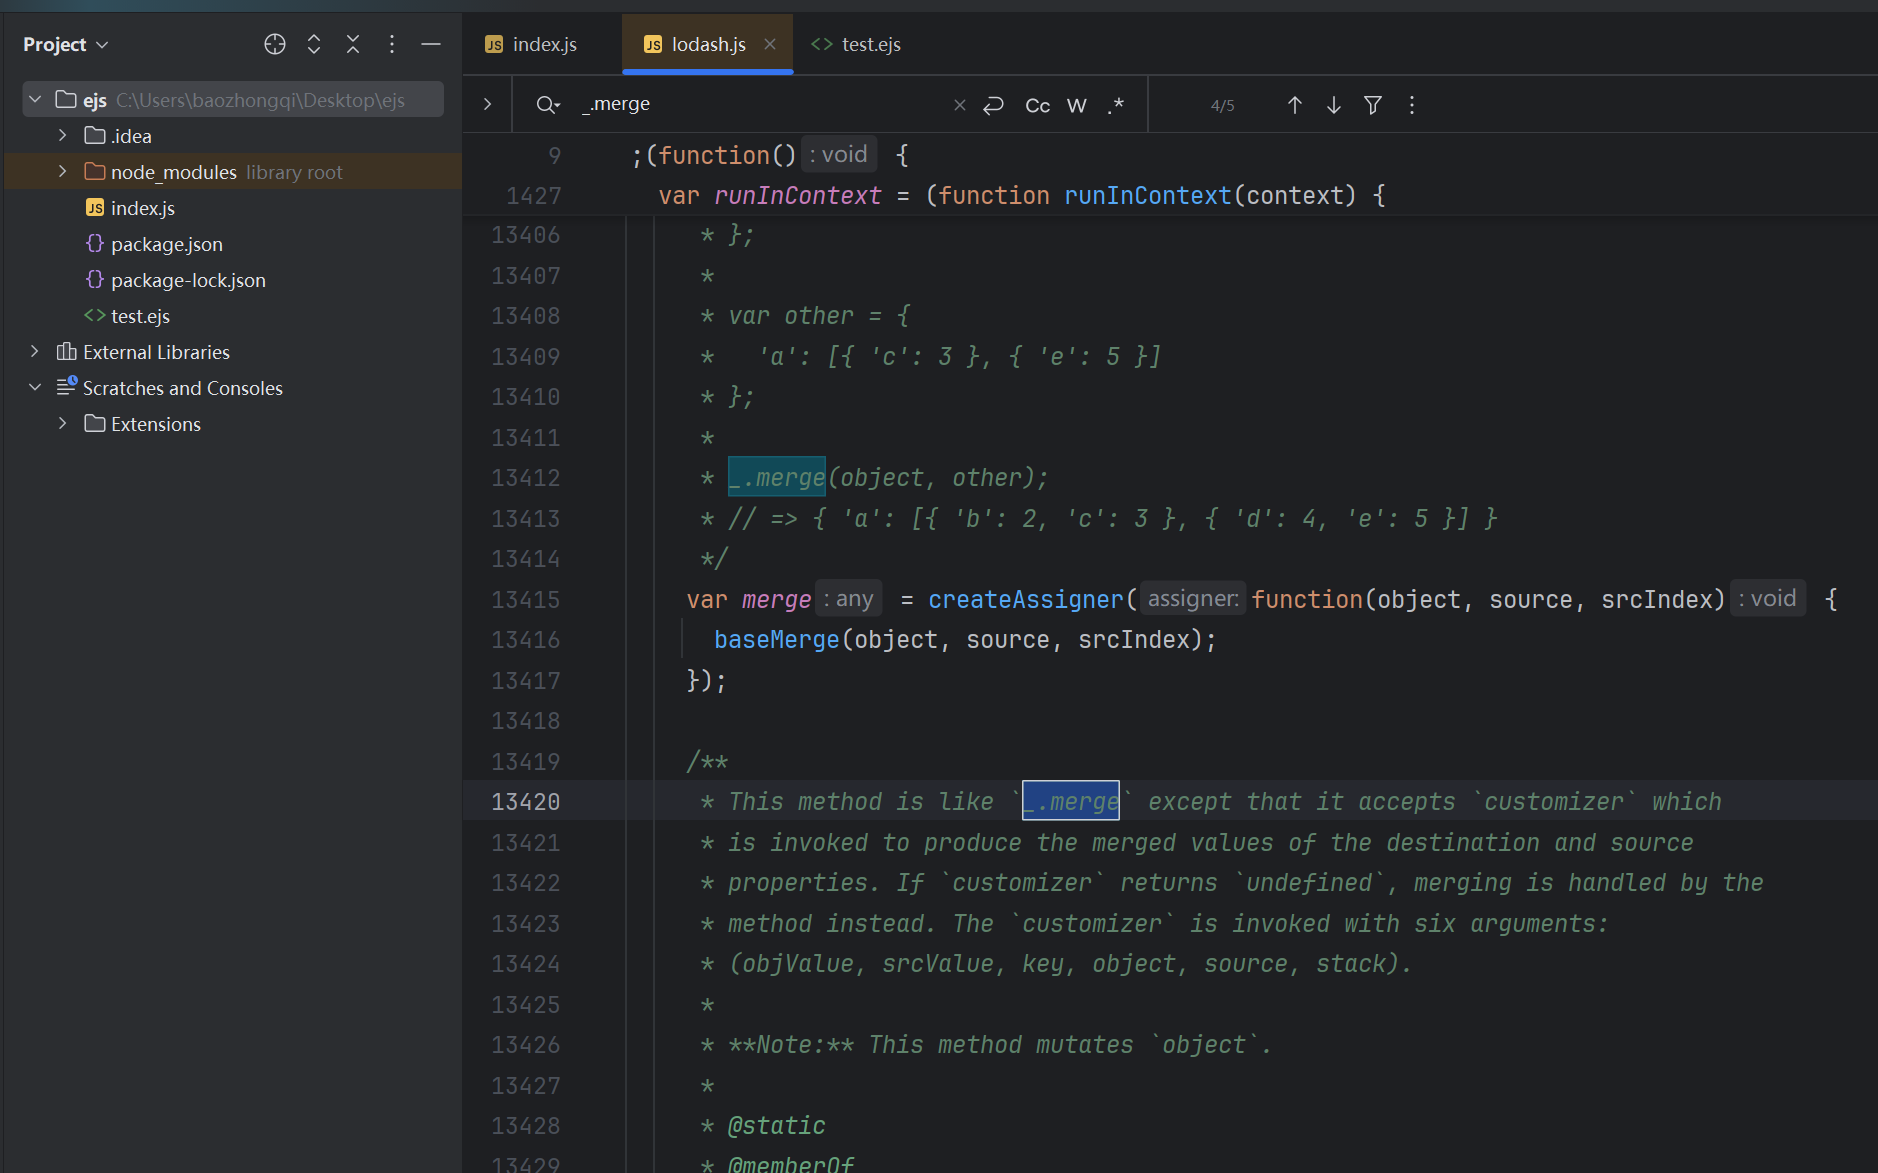 Project
ejs C:\Users\baozhongqi\Desktop\ejs
.idea
node_modules library root
JS index.js
{} package.json
{} package-lock.json
<> test.ejs
External Libraries
Scratches and Consoles
Extensions
JS index.js
JS lodash.js
<> test.ejs
_.merge
Cc W .*
4/5
9 ;(function() : void {
1427 var runInContext = (function runInContext(context) {
13406 * };
13407 *
13408 * var other = {
13409 * 'a': [{ 'c': 3 }, { 'e': 5 }]
13410 * };
13411 *
13412 * _.merge(object, other);
13413 * // => { 'a': [{ 'b': 2, 'c': 3 }, { 'd': 4, 'e': 5 }] }
13414 */
13415 var merge : any = createAssigner( assigner: function(object, source, srcIndex) : void {
13416 baseMerge(object, source, srcIndex);
13417 });
13418
13419 /**
13420 * This method is like `_.merge` except that it accepts `customizer` which
13421 * is invoked to produce the merged values of the destination and source
13422 * properties. If `customizer` returns `undefined`, merging is handled by the
13423 * method instead. The `customizer` is invoked with six arguments:
13424 * (objValue, srcValue, key, object, source, stack).
13425 *
13426 * **Note:** This method mutates `object`.
13427 *
13428 * @static
13429 * @memberOf